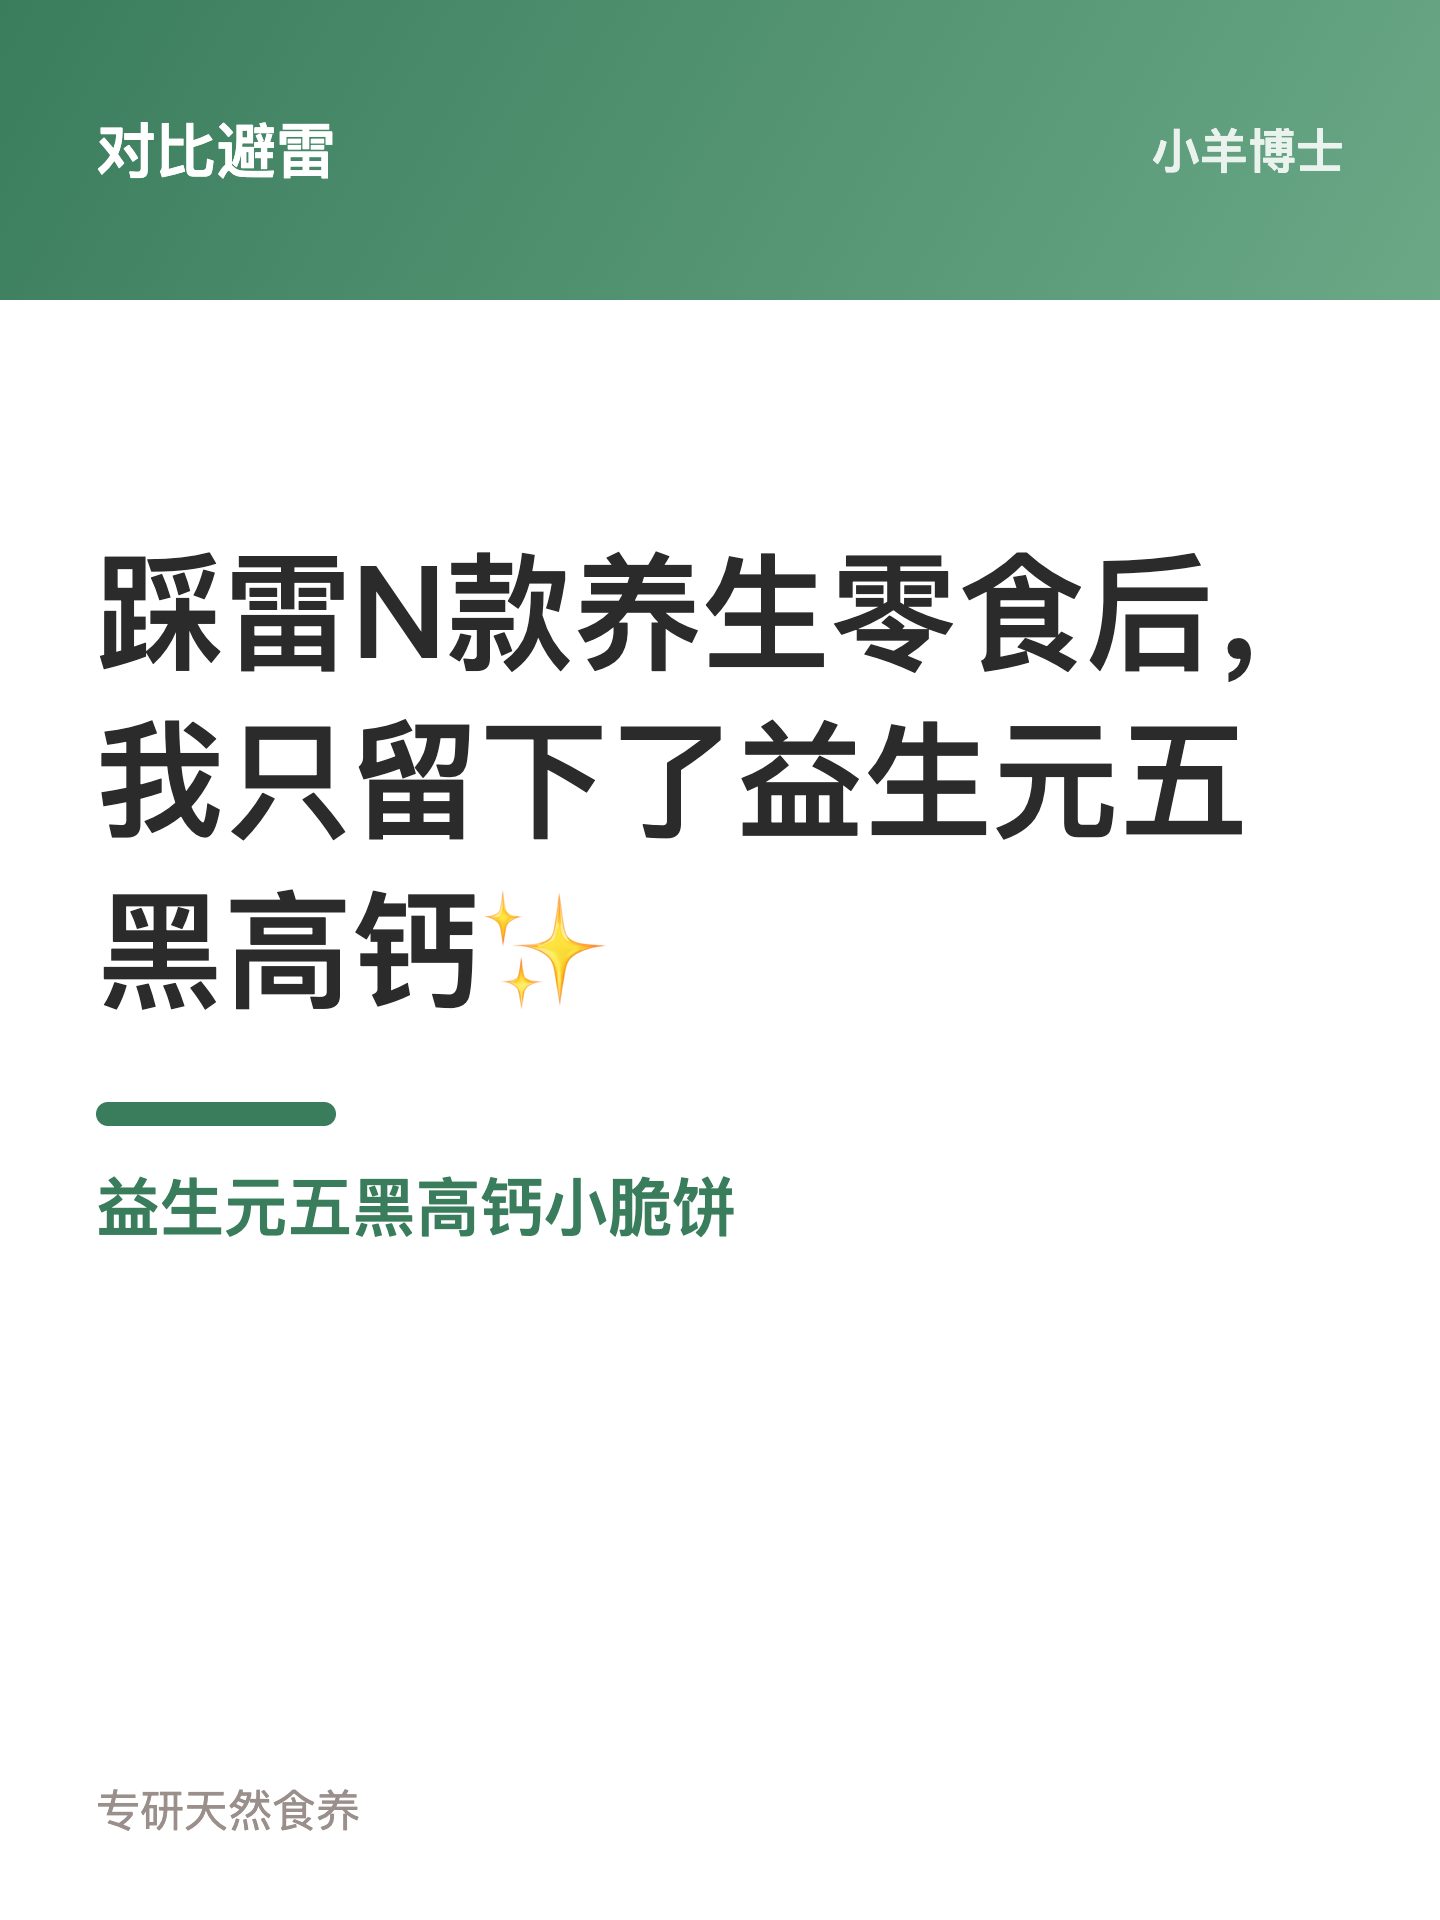 对比避雷
小羊博士
踩雷N款养生零食后，
我只留下了益生元五
黑高钙✨
益生元五黑高钙小脆饼
专研天然食养